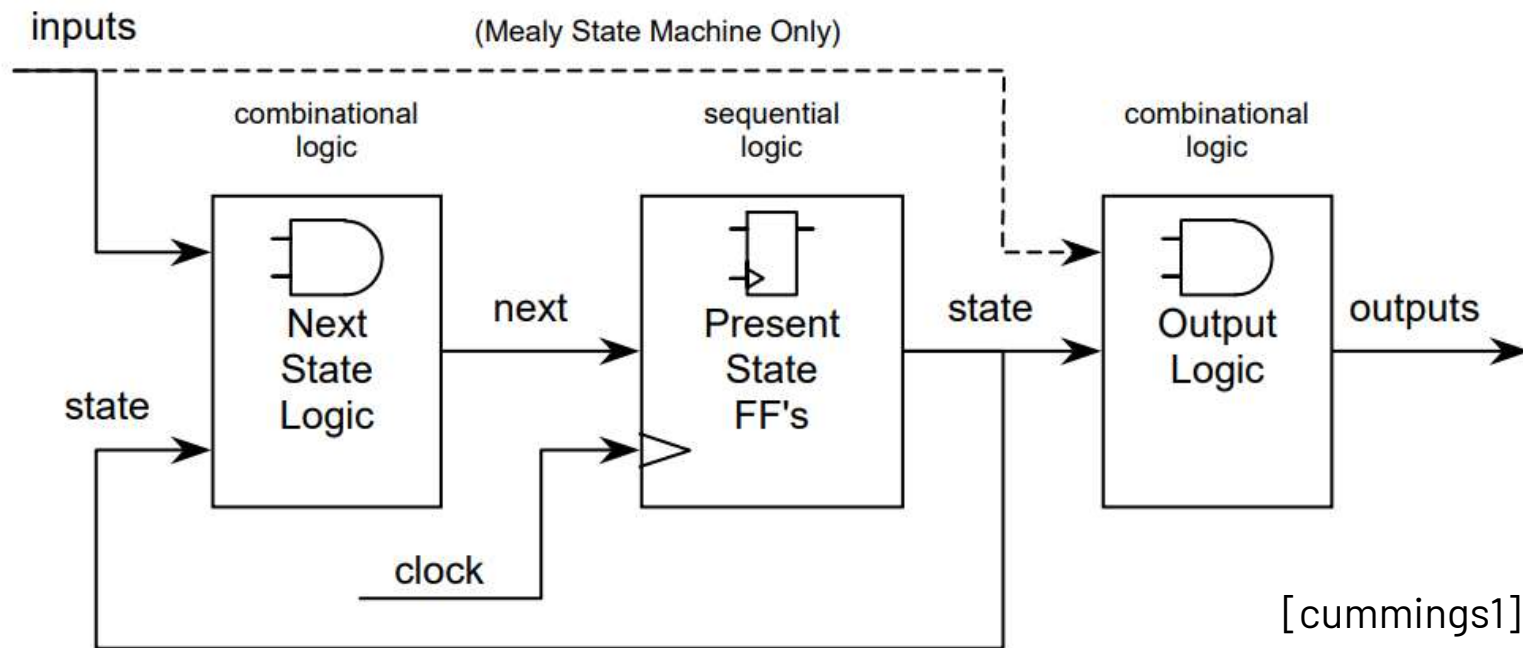 inputs
(Mealy State Machine Only)
combinational
logic
sequential
logic
combinational
logic
Next
State
Logic
next
Present
State
FF's
state
Output
Logic
outputs
state
clock
[cummings1]